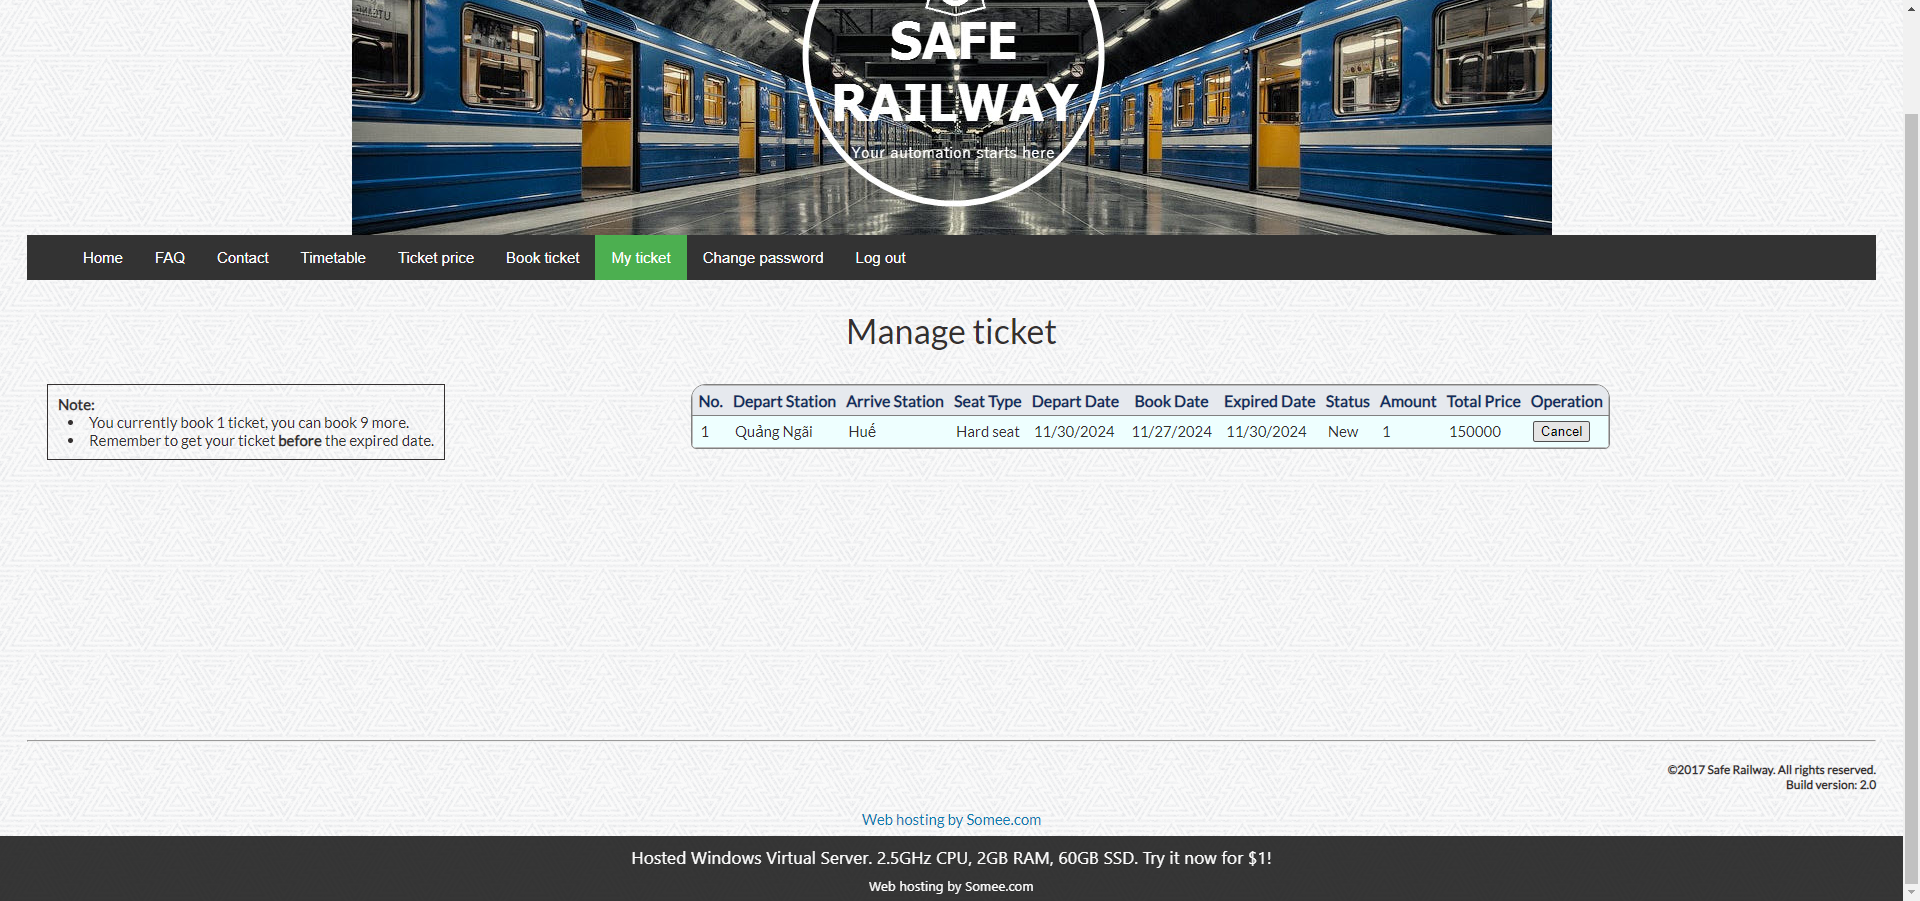 SAFE
RAILWAY
Your automation starts here
Home FAQ Contact Timetable Ticket price Book ticket My ticket Change password Log out
Manage ticket
Note:
• You currently book 1 ticket, you can book 9 more.
• Remember to get your ticket before the expired date.
No. Depart Station Arrive Station Seat Type Depart Date Book Date Expired Date Status Amount Total Price Operation
1 Quảng Ngãi Huế Hard seat 11/30/2024 11/27/2024 11/30/2024 New 1 150000 Cancel
©2017 Safe Railway. All rights reserved.
Build version: 2.0
Web hosting by Somee.com
Hosted Windows Virtual Server. 2.5GHz CPU, 2GB RAM, 60GB SSD. Try it now for $1!
Web hosting by Somee.com